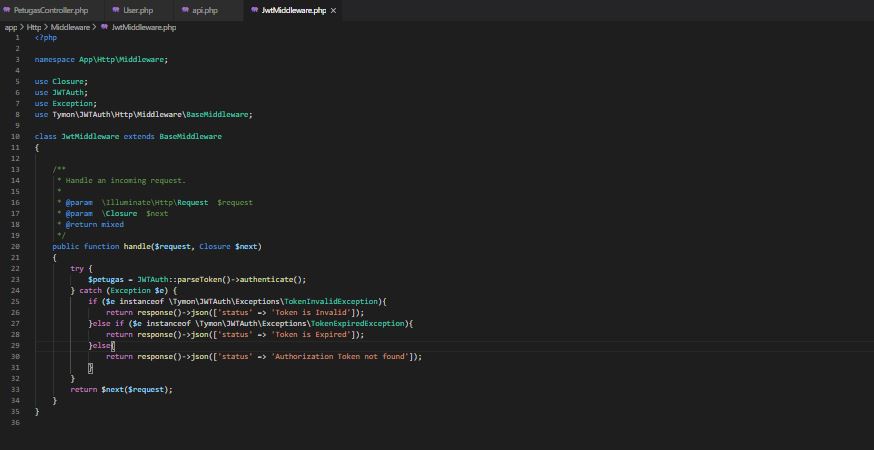 PetugasController.php User.php api.php JwtMiddleware.php ×
app > Http > Middleware > JwtMiddleware.php
1 <?php
2
3 namespace App\Http\Middleware;
4
5 use Closure;
6 use JWTAuth;
7 use Exception;
8 use Tymon\JWTAuth\Http\Middleware\BaseMiddleware;
9
10 class JwtMiddleware extends BaseMiddleware
11 {
12
13 /**
14 * Handle an incoming request.
15 *
16 * @param \Illuminate\Http\Request $request
17 * @param \Closure $next
18 * @return mixed
19 */
20 public function handle($request, Closure $next)
21 {
22 try {
23 $petugas = JWTAuth::parseToken()->authenticate();
24 } catch (Exception $e) {
25 if ($e instanceof \Tymon\JWTAuth\Exceptions\TokenInvalidException){
26 return response()->json(['status' => 'Token is Invalid']);
27 }else if ($e instanceof \Tymon\JWTAuth\Exceptions\TokenExpiredException){
28 return response()->json(['status' => 'Token is Expired']);
29 }else{
30 return response()->json(['status' => 'Authorization Token not found']);
31 }
32 }
33 return $next($request);
34 }
35 }
36